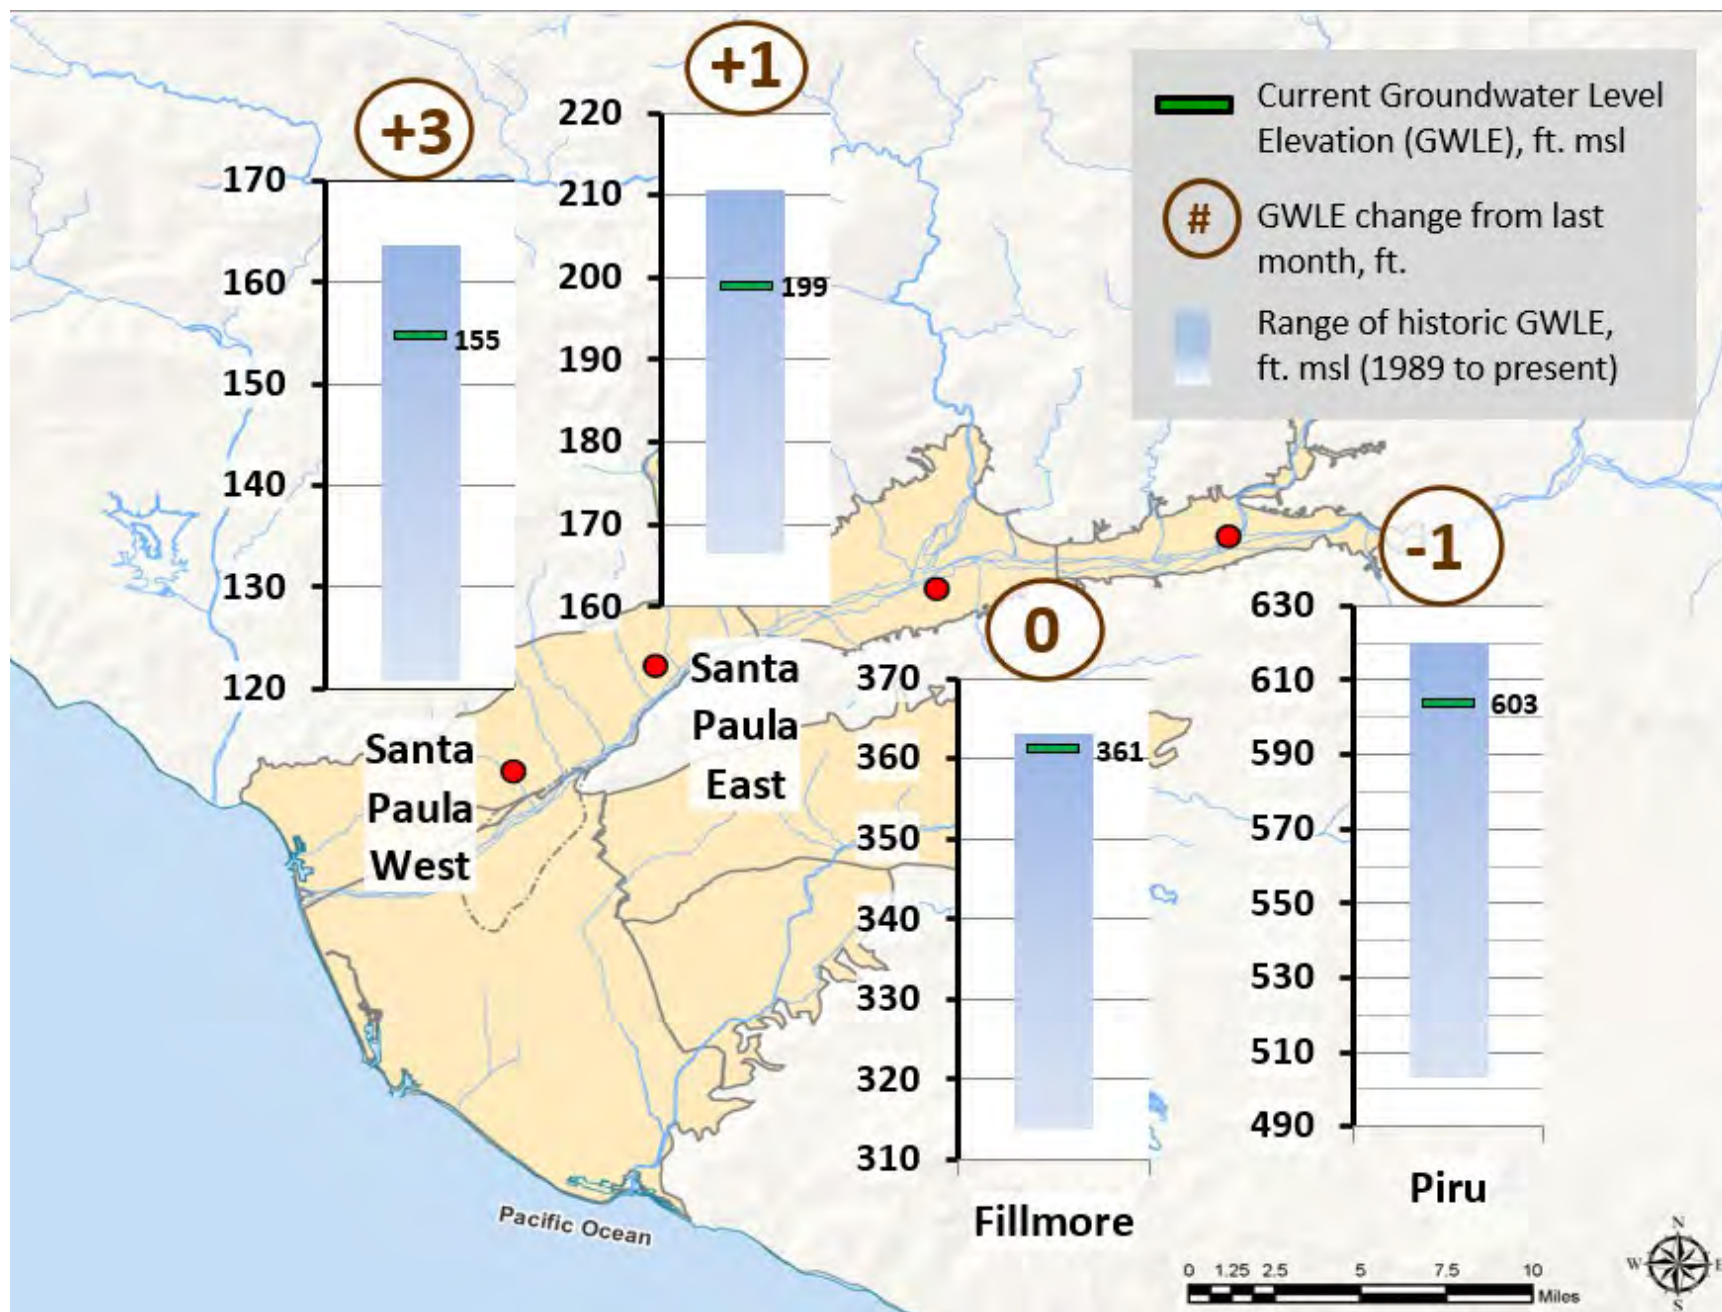 +3
170
160
150
140
130
120
155
Santa
Paula
West
+1
220
210
200
190
180
170
160
199
Santa
Paula
East
Current Groundwater Level
Elevation (GWLE), ft. msl
#
GWLE change from last
month, ft.
Range of historic GWLE,
ft. msl (1989 to present)
0
370
360
350
340
330
320
310
361
Fillmore
-1
630
610
590
570
550
530
510
490
603
Piru
Pacific Ocean
0 1.25 2.5 5 7.5 10
Miles
N
W E
S